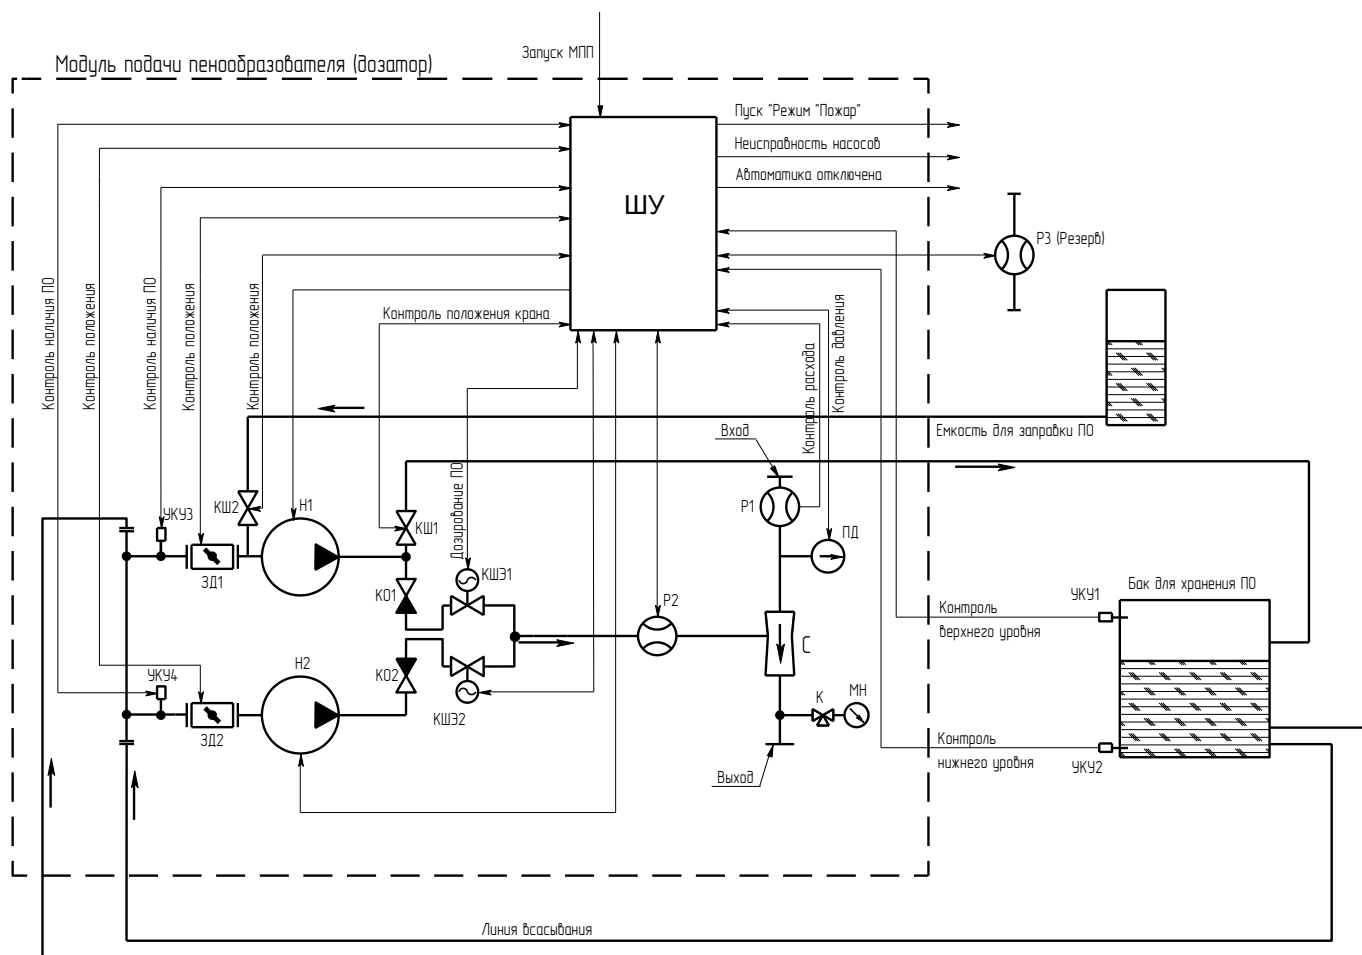 Запуск МПП
Модуль подачи пенообразователя (дозатор)
Пуск "Режим "Пожар"
Неисправность насосов
Автоматика отключена
ШУ
Р3 (Резерв)
Контроль наличия ПО
Контроль положения
Контроль наличия ПО
Контроль положения
Контроль положения
Контроль положения крана
Контроль расхода
Контроль давления
Емкость для заправки ПО
Вход
Дозирование ПО
УКУ3
КШ2
Н1
КШ1
Р1
ПД
ЗД1
КО1
КШЭ1
Р2
Бак для хранения ПО
УКУ1
Контроль
верхнего уровня
С
УКУ4
Н2
КО2
КШЭ2
К
МН
ЗД2
Контроль
нижнего уровня
УКУ2
Выход
Линия всасывания